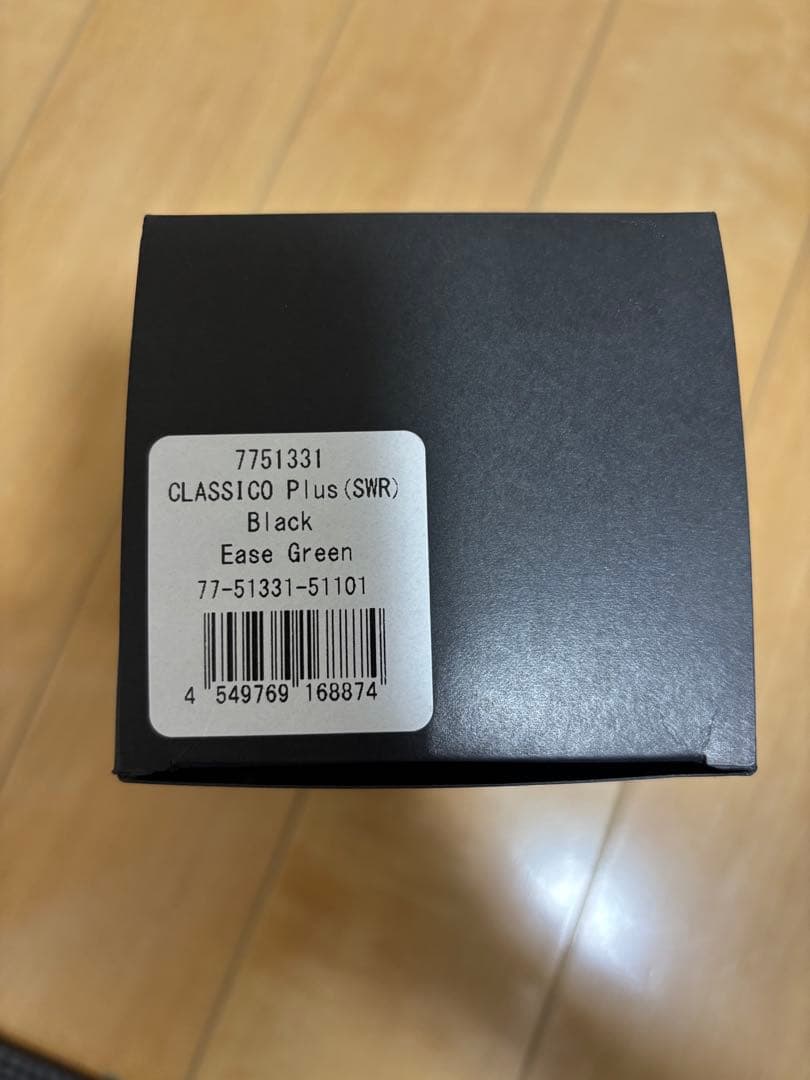 7751331
CLASSICO Plus(SWR)
Black
Ease Green
77-51331-51101
4 549769 168874